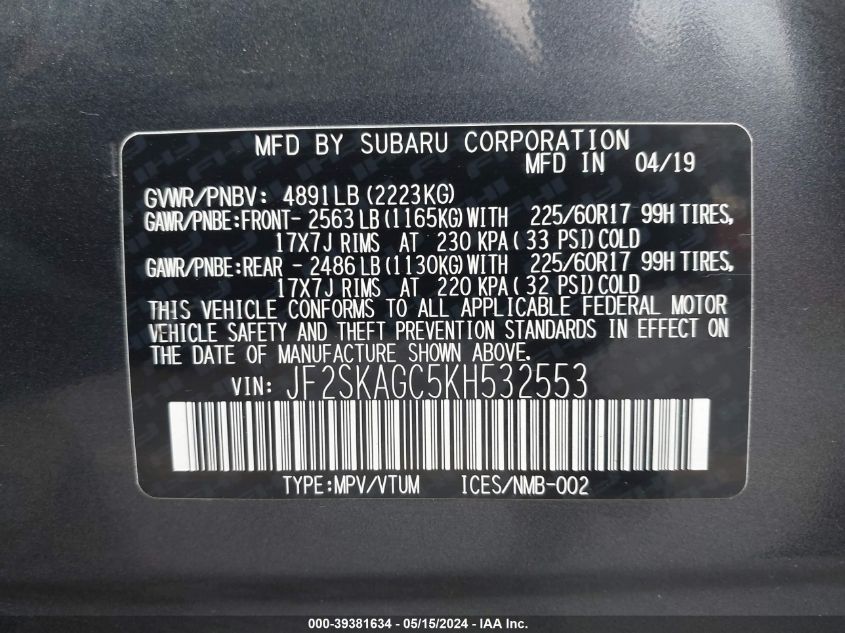 MFD BY SUBARU CORPORATION
MFD IN 04/19
GVWR/PNBV: 4891LB (2223KG)
GAWR/PNBE:FRONT- 2563 LB (1165KG) WITH 225/60R17 99H TIRES,
17X7J RIMS AT 230 KPA ( 33 PSI) COLD
GAWR/PNBE:REAR - 2486 LB (1130KG) WITH 225/60R17 99H TIRES,
17X7J RIMS AT 220 KPA ( 32 PSI) COLD
THIS VEHICLE CONFORMS TO ALL APPLICABLE FEDERAL MOTOR
VEHICLE SAFETY AND THEFT PREVENTION STANDARDS IN EFFECT ON
THE DATE OF MANUFACTURE SHOWN ABOVE.
VIN: JF2SKAGC5KH532553
TYPE:MPV/VTUM ICES/NMB-002
000-39381634 - 05/15/2024 - IAA Inc.